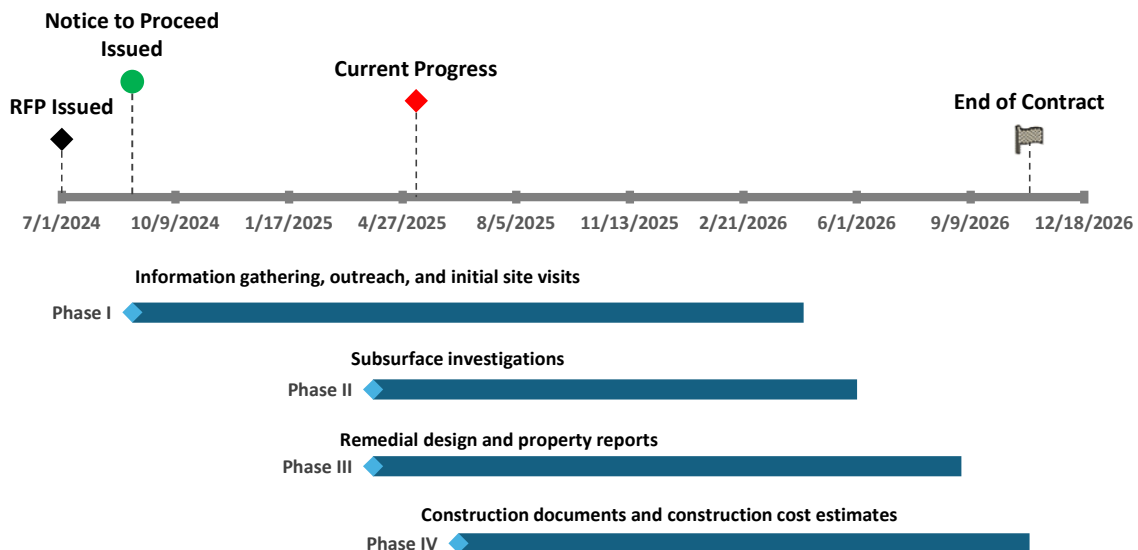 Notice to Proceed
Issued
Current Progress
RFP Issued
End of Contract
7/1/2024 10/9/2024 1/17/2025 4/27/2025 8/5/2025 11/13/2025 2/21/2026 6/1/2026 9/9/2026 12/18/2026
Information gathering, outreach, and initial site visits
Phase I
Subsurface investigations
Phase II
Remedial design and property reports
Phase III
Construction documents and construction cost estimates
Phase IV